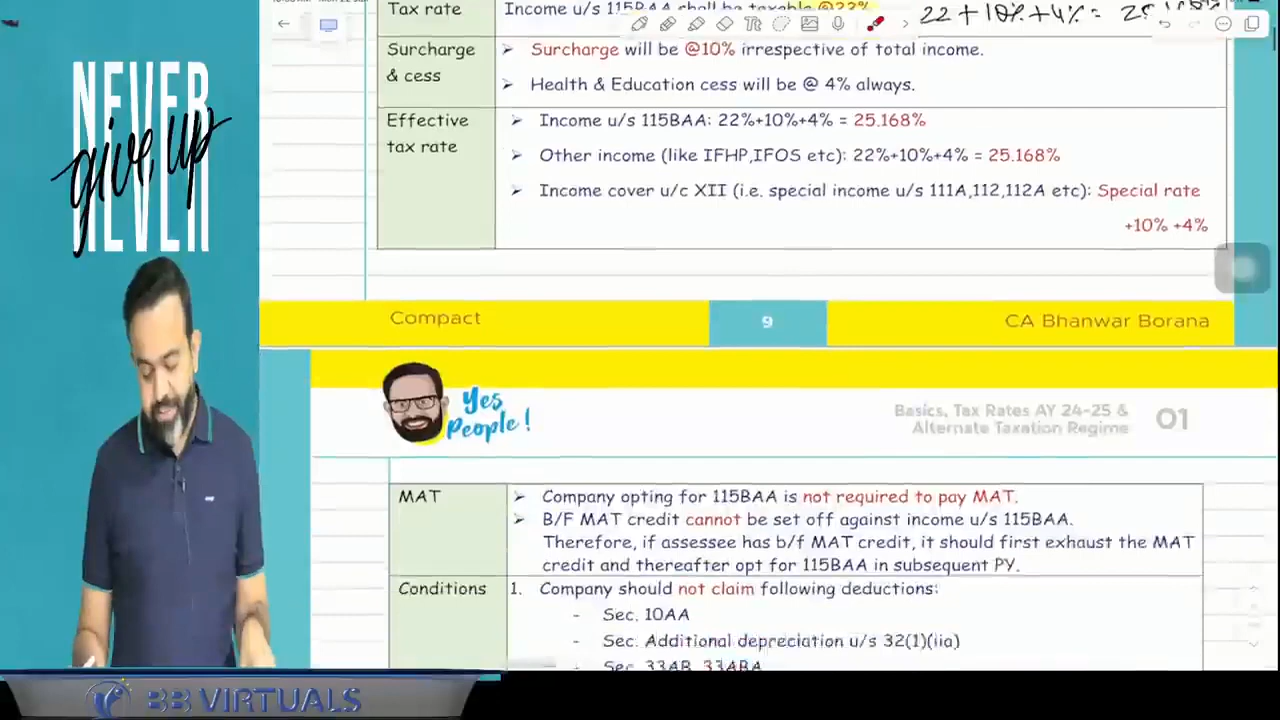 NEVER
give up
NEVER
Tax rate
Income u/s 115BAA shall be taxable @22%
22 + 10% + 4% =
Surcharge
& cess
➢ Surcharge will be @10% irrespective of total income.
➢ Health & Education cess will be @ 4% always.
Effective
tax rate
➢ Income u/s 115BAA: 22%+10%+4% = 25.168%
➢ Other income (like IFHP,IFOS etc): 22%+10%+4% = 25.168%
➢ Income cover u/c XII (i.e. special income u/s 111A,112,112A etc): Special rate
+10% +4%
Compact
9
CA Bhanwar Borana
Yes
People!
Basics, Tax Rates AY 24-25 &
Alternate Taxation Regime
01
MAT
➢ Company opting for 115BAA is not required to pay MAT.
➢ B/F MAT credit cannot be set off against income u/s 115BAA.
Therefore, if assessee has b/f MAT credit, it should first exhaust the MAT
credit and thereafter opt for 115BAA in subsequent PY.
Conditions
1. Company should not claim following deductions:
- Sec. 10AA
- Sec. Additional depreciation u/s 32(1)(iia)
- Sec 33AB, 33ABA
BB VIRTUALS